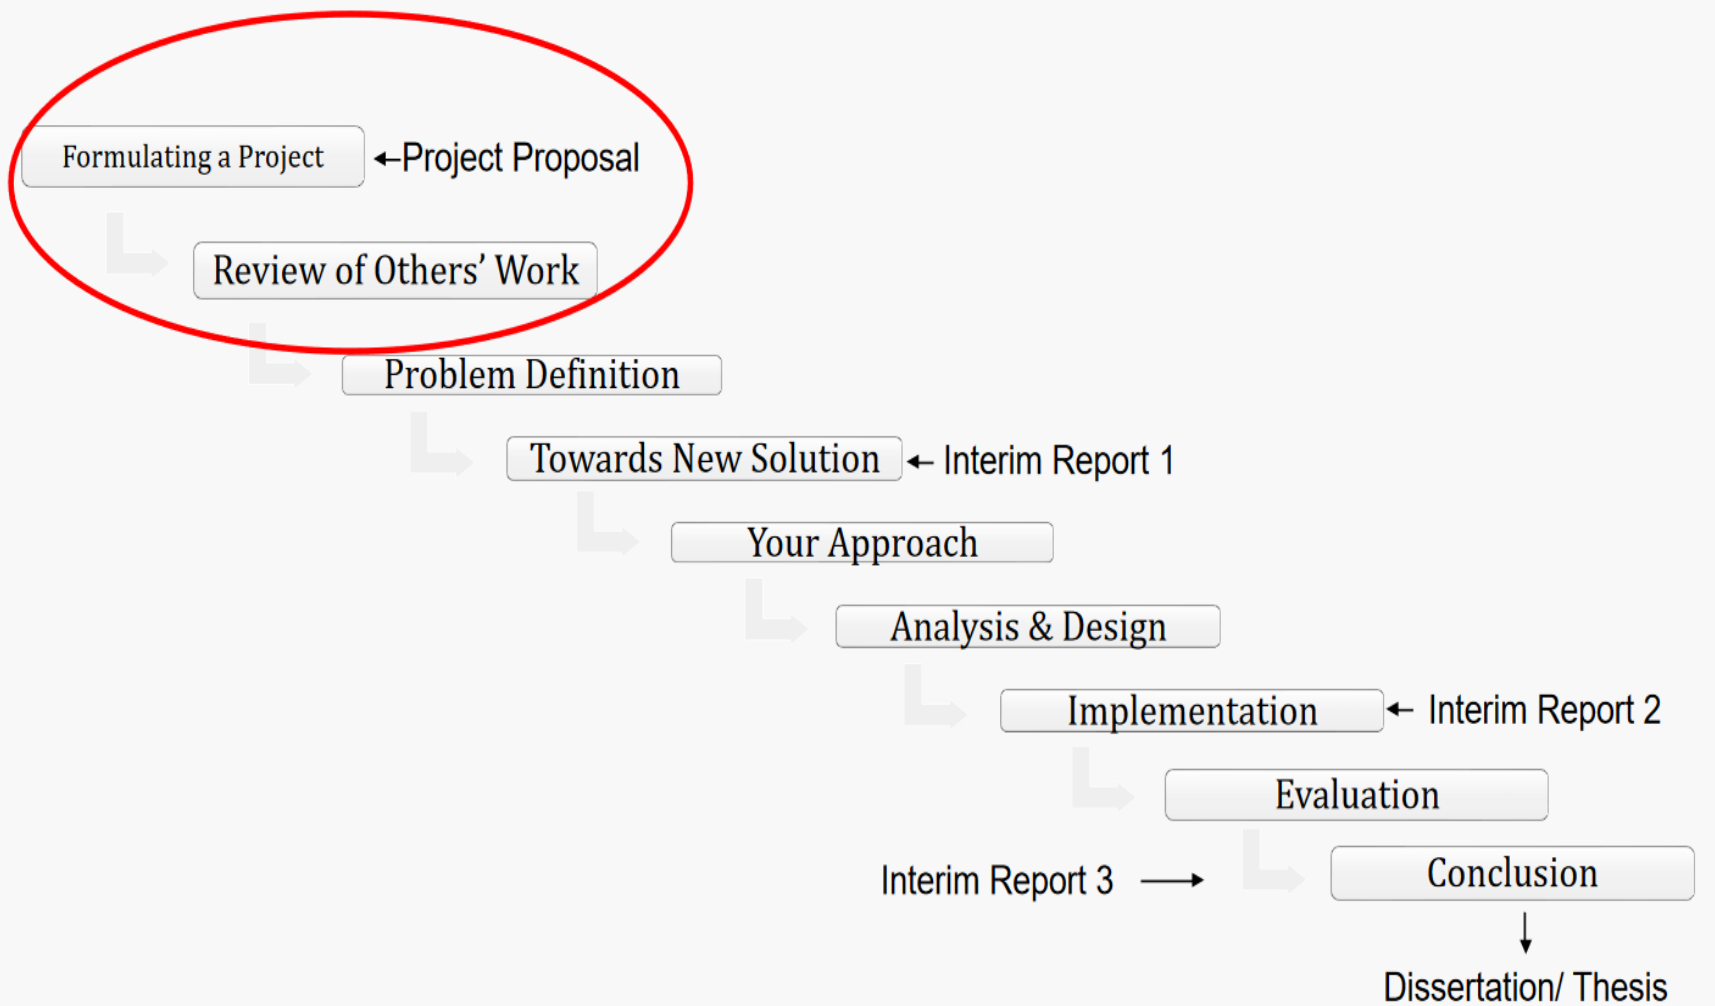 Formulating a Project
Project Proposal
Review of Others’ Work
Problem Definition
Towards New Solution
Interim Report 1
Your Approach
Analysis & Design
Implementation
Interim Report 2
Evaluation
Interim Report 3
Conclusion
Dissertation/ Thesis